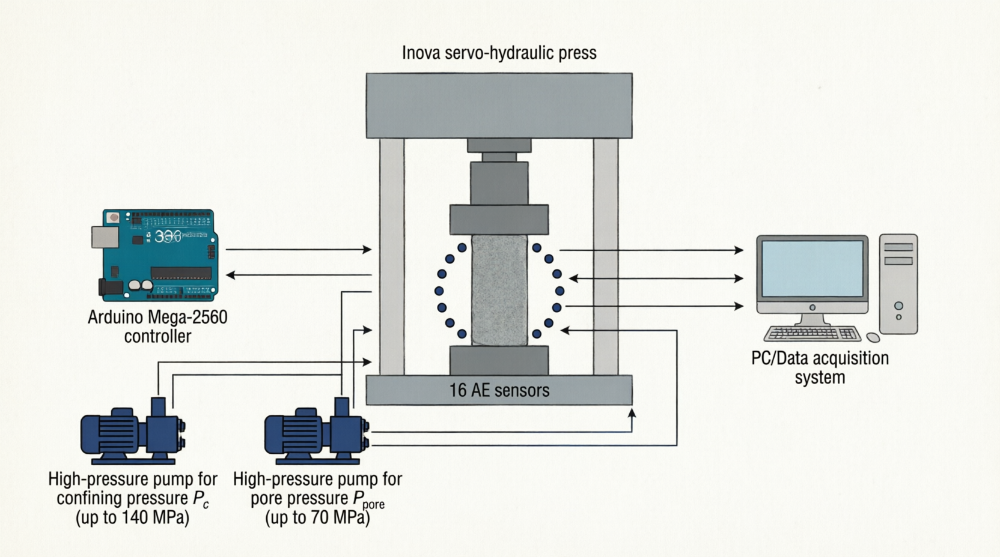 Inova servo-hydraulic press
Arduino Mega-2560
controller
16 AE sensors
PC/Data acquisition
system
High-pressure pump for
confining pressure Pc
(up to 140 MPa)
High-pressure pump for
pore pressure Ppore
(up to 70 MPa)